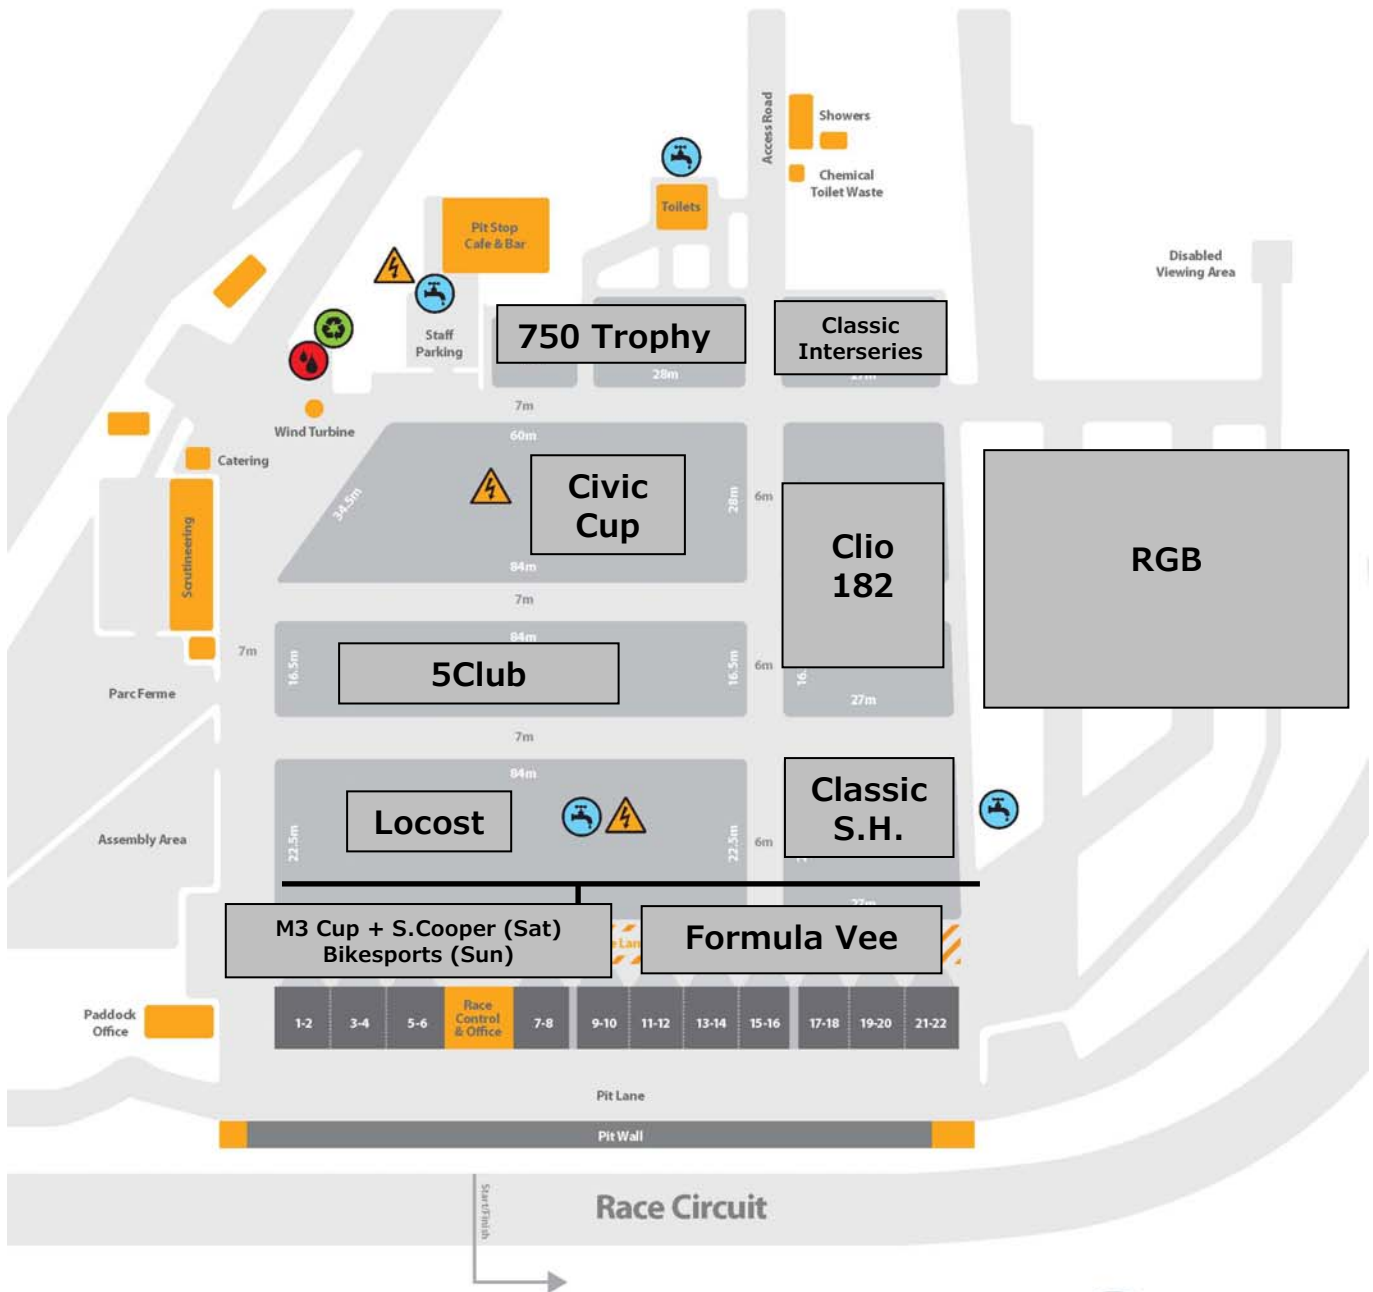 Access Road
Showers
Chemical
Toilet Waste
Toilets
Pit Stop
Cafe & Bar
Disabled
Viewing Area
Staff
Parking
750 Trophy
28m
Classic
Interseries
27m
7m
Wind Turbine
60m
Catering
34.5m
Civic
Cup
28m
6m
84m
Clio
182
RGB
Scrutineering
7m
7m
84m
16.5m
5Club
16.5m
6m
16.
27m
Parc Ferme
7m
84m
Locost
22.5m
22.5m
6m
Classic
S.H.
Assembly Area
27m
M3 Cup + S.Cooper (Sat)
Bikesports (Sun)
Formula Vee
Paddock
Office
1-2
3-4
5-6
Race
Control
& Office
7-8
9-10
11-12
13-14
15-16
17-18
19-20
21-22
Pit Lane
Pit Wall
Start/Finish
Race Circuit